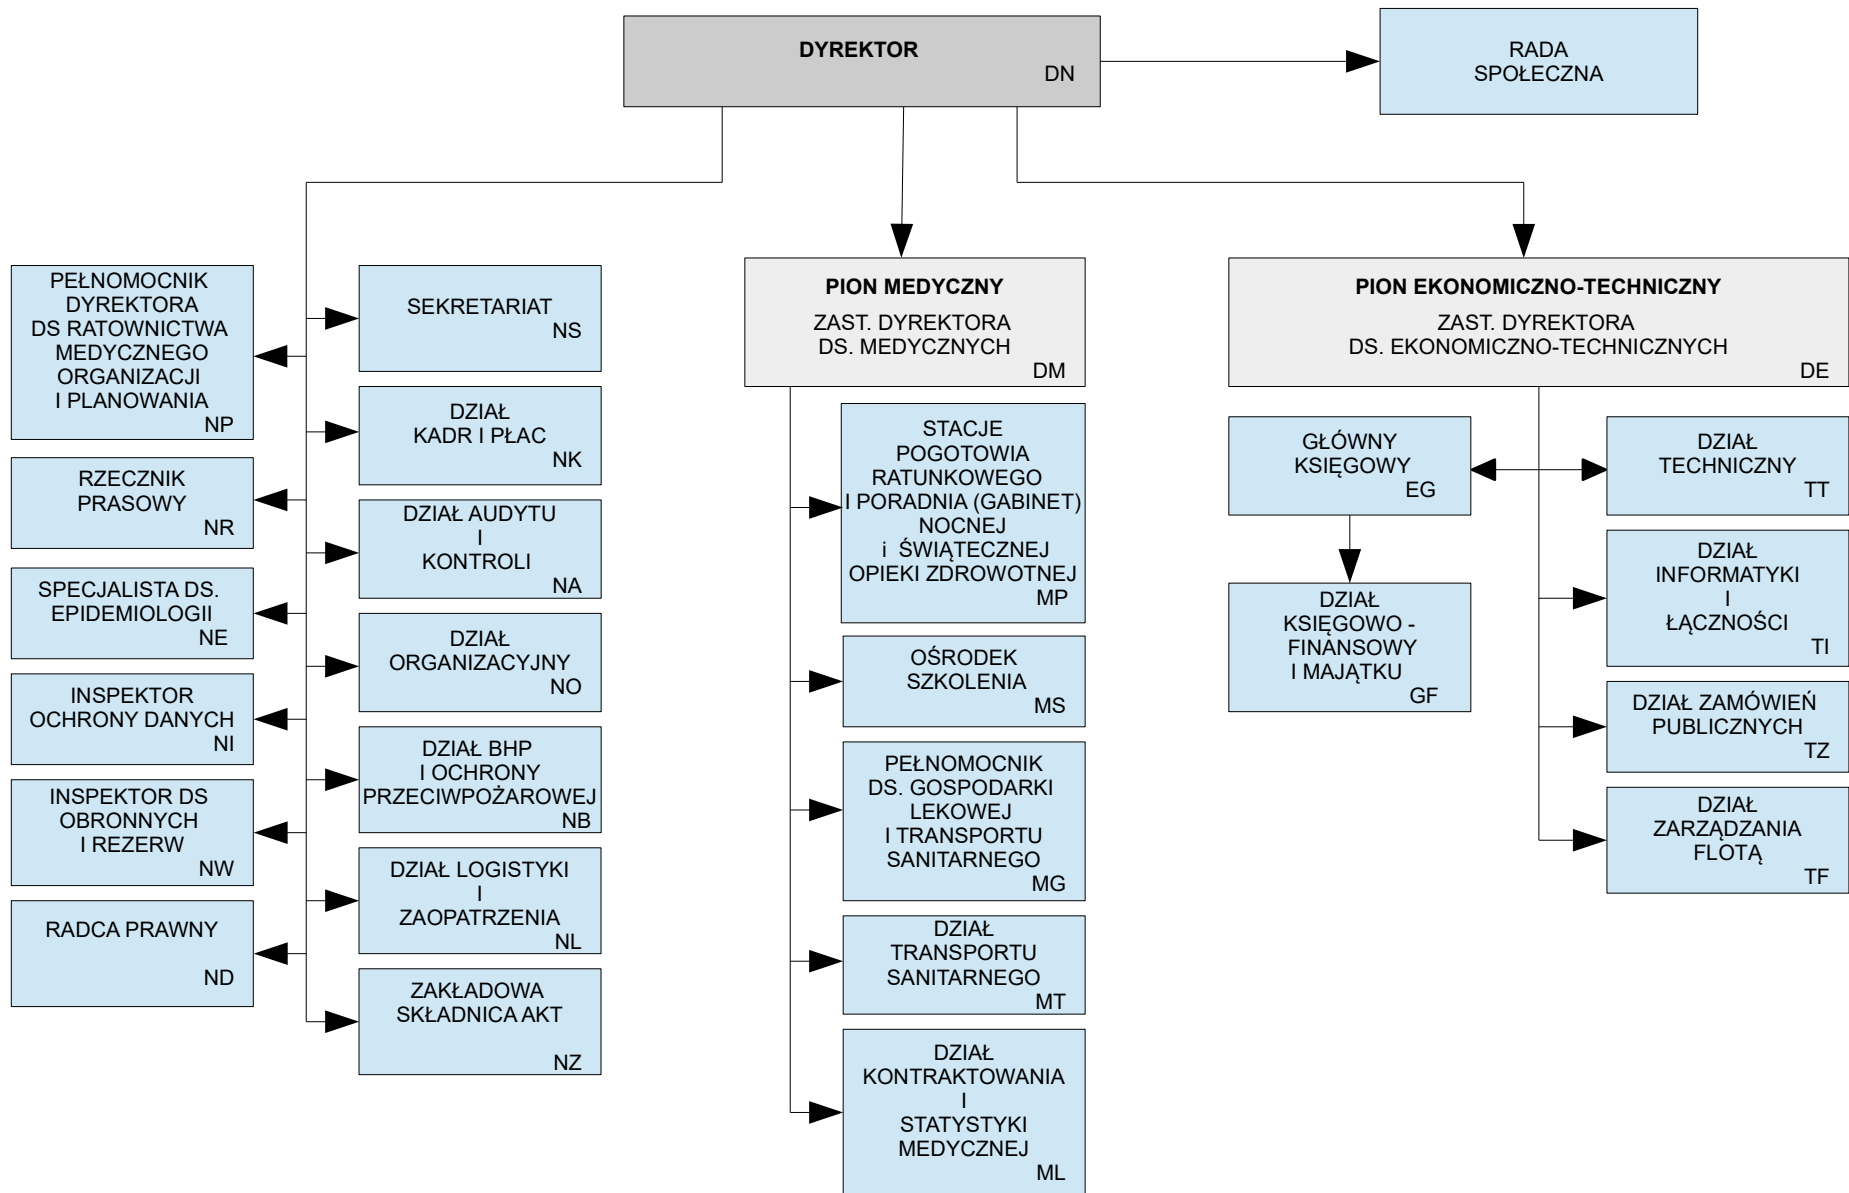 DYREKTOR
DN
RADA
SPOŁECZNA
PEŁNOMOCNIK
DYREKTORA
DS RATOWNICTWA
MEDYCZNEGO
ORGANIZACJI
I PLANOWANIA
NP
RZECZNIK
PRASOWY
NR
SPECJALISTA DS.
EPIDEMIOLOGII
NE
INSPEKTOR
OCHRONY DANYCH
NI
INSPEKTOR DS
OBRONNYCH
I REZERW
NW
RADCA PRAWNY
ND
SEKRETARIAT
NS
DZIAŁ
KADR I PŁAC
NK
DZIAŁ AUDYTU
I
KONTROLI
NA
DZIAŁ
ORGANIZACYJNY
NO
DZIAŁ BHP
I OCHRONY
PRZECIWPOŻAROWEJ
NB
DZIAŁ LOGISTYKI
I
ZAOPATRZENIA
NL
ZAKŁADOWA
SKŁADNICA AKT
NZ
PION MEDYCZNY
ZAST. DYREKTORA
DS. MEDYCZNYCH
DM
STACJE
POGOTOWIA
RATUNKOWEGO
I PORADNIA (GABINET)
NOCNEJ
i ŚWIĄTECZNEJ
OPIEKI ZDROWOTNEJ
MP
OŚRODEK
SZKOLENIA
MS
PEŁNOMOCNIK
DS. GOSPODARKI
LEKOWEJ
I TRANSPORTU
SANITARNEGO
MG
DZIAŁ
TRANSPORTU
SANITARNEGO
MT
DZIAŁ
KONTRAKTOWANIA
I
STATYSTYKI
MEDYCZNEJ
ML
PION EKONOMICZNO-TECHNICZNY
ZAST. DYREKTORA
DS. EKONOMICZNO-TECHNICZNYCH
DE
GŁÓWNY
KSIĘGOWY
EG
DZIAŁ
KSIĘGOWO -
FINANSOWY
I MAJĄTKU
GF
DZIAŁ
TECHNICZNY
TT
DZIAŁ
INFORMATYKI
I
ŁĄCZNOŚCI
TI
DZIAŁ ZAMÓWIEŃ
PUBLICZNYCH
TZ
DZIAŁ
ZARZĄDZANIA
FLOTĄ
TF